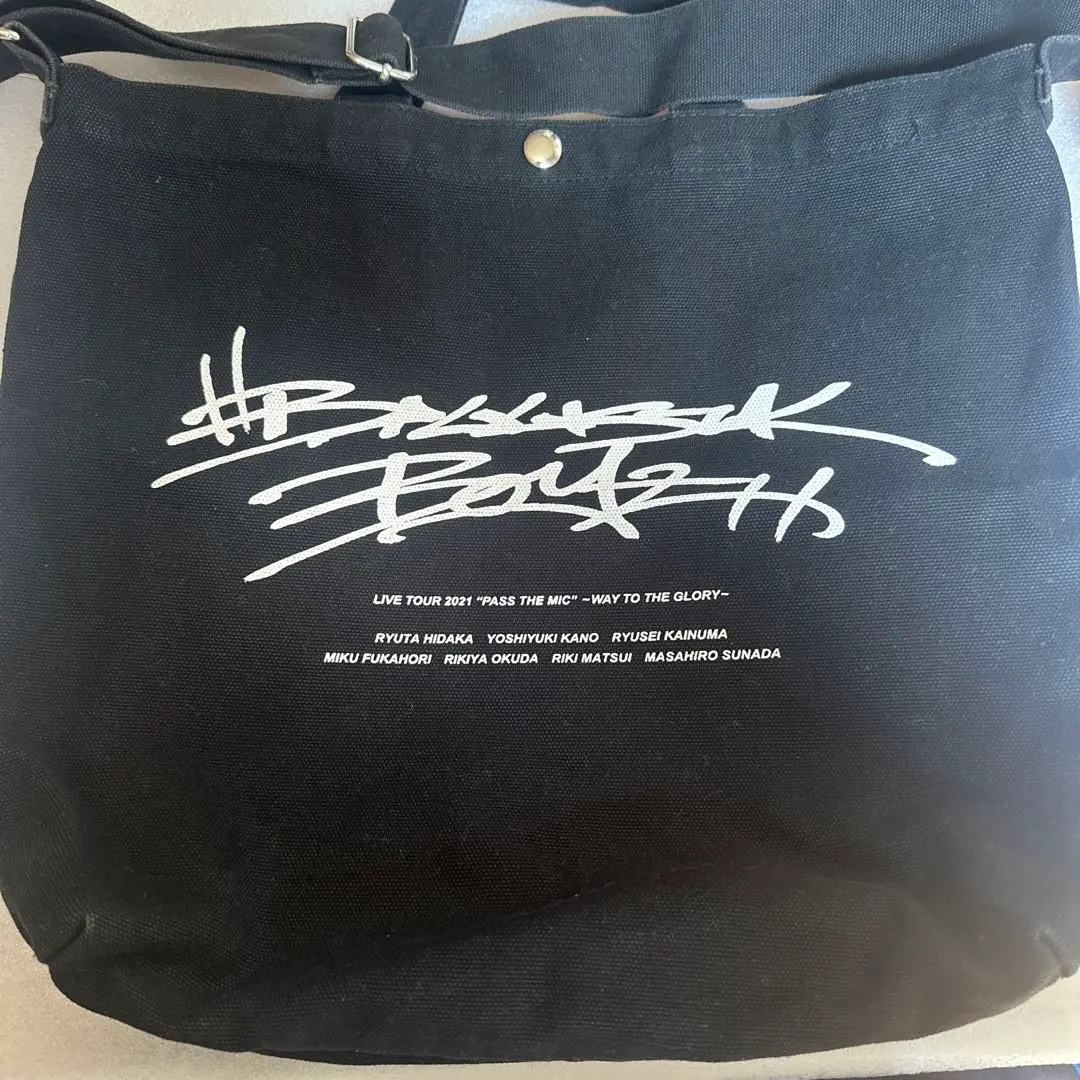 #BALLISTIK
BOYZ
LIVE TOUR 2021 “PASS THE MIC” ~WAY TO THE GLORY~
RYUTA HIDAKA YOSHIYUKI KANO RYUSEI KAINUMA
MIKU FUKAHORI RIKIYA OKUDA RIKI MATSUI MASAHIRO SUNADA